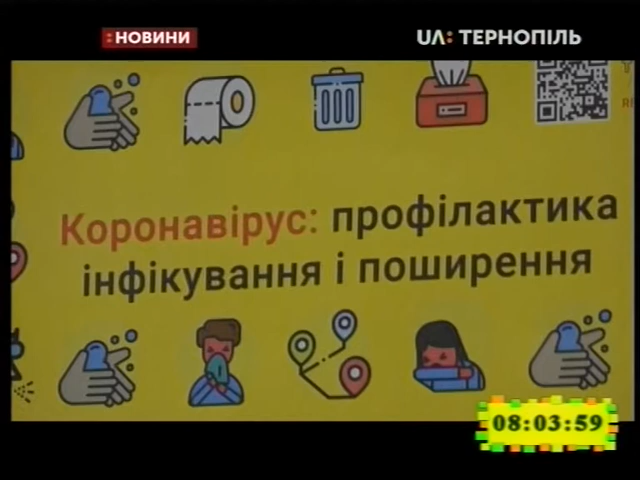 :НОВИНИ
UA: ТЕРНОПІЛЬ
Коронавірус: профілактика
інфікування і поширення
08:03:59